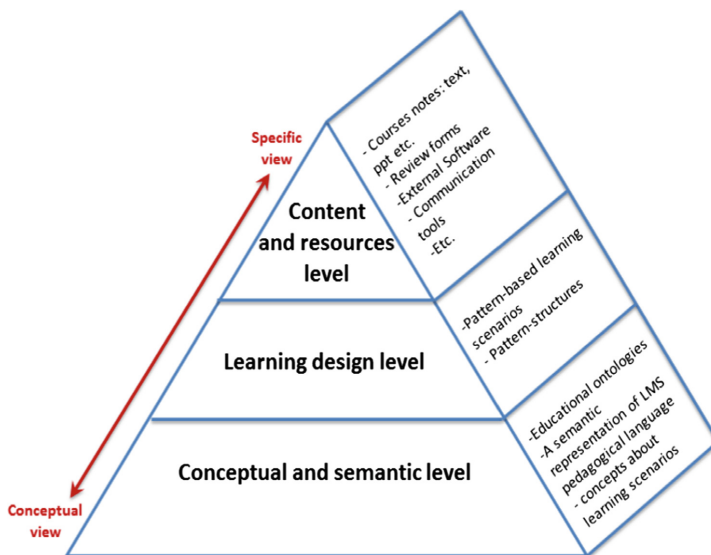 Specific
view
Content
and resources
level
Learning design level
Conceptual and semantic level
Conceptual
view
- Courses notes: text,
ppt etc.
- Review forms
-External Software
- Communication
tools
-Etc.
-Pattern-based learning
scenarios
- Pattern-structures
-Educational ontologies
-A semantic
representation of LMS
pedagogical language
- concepts about
learning scenarios